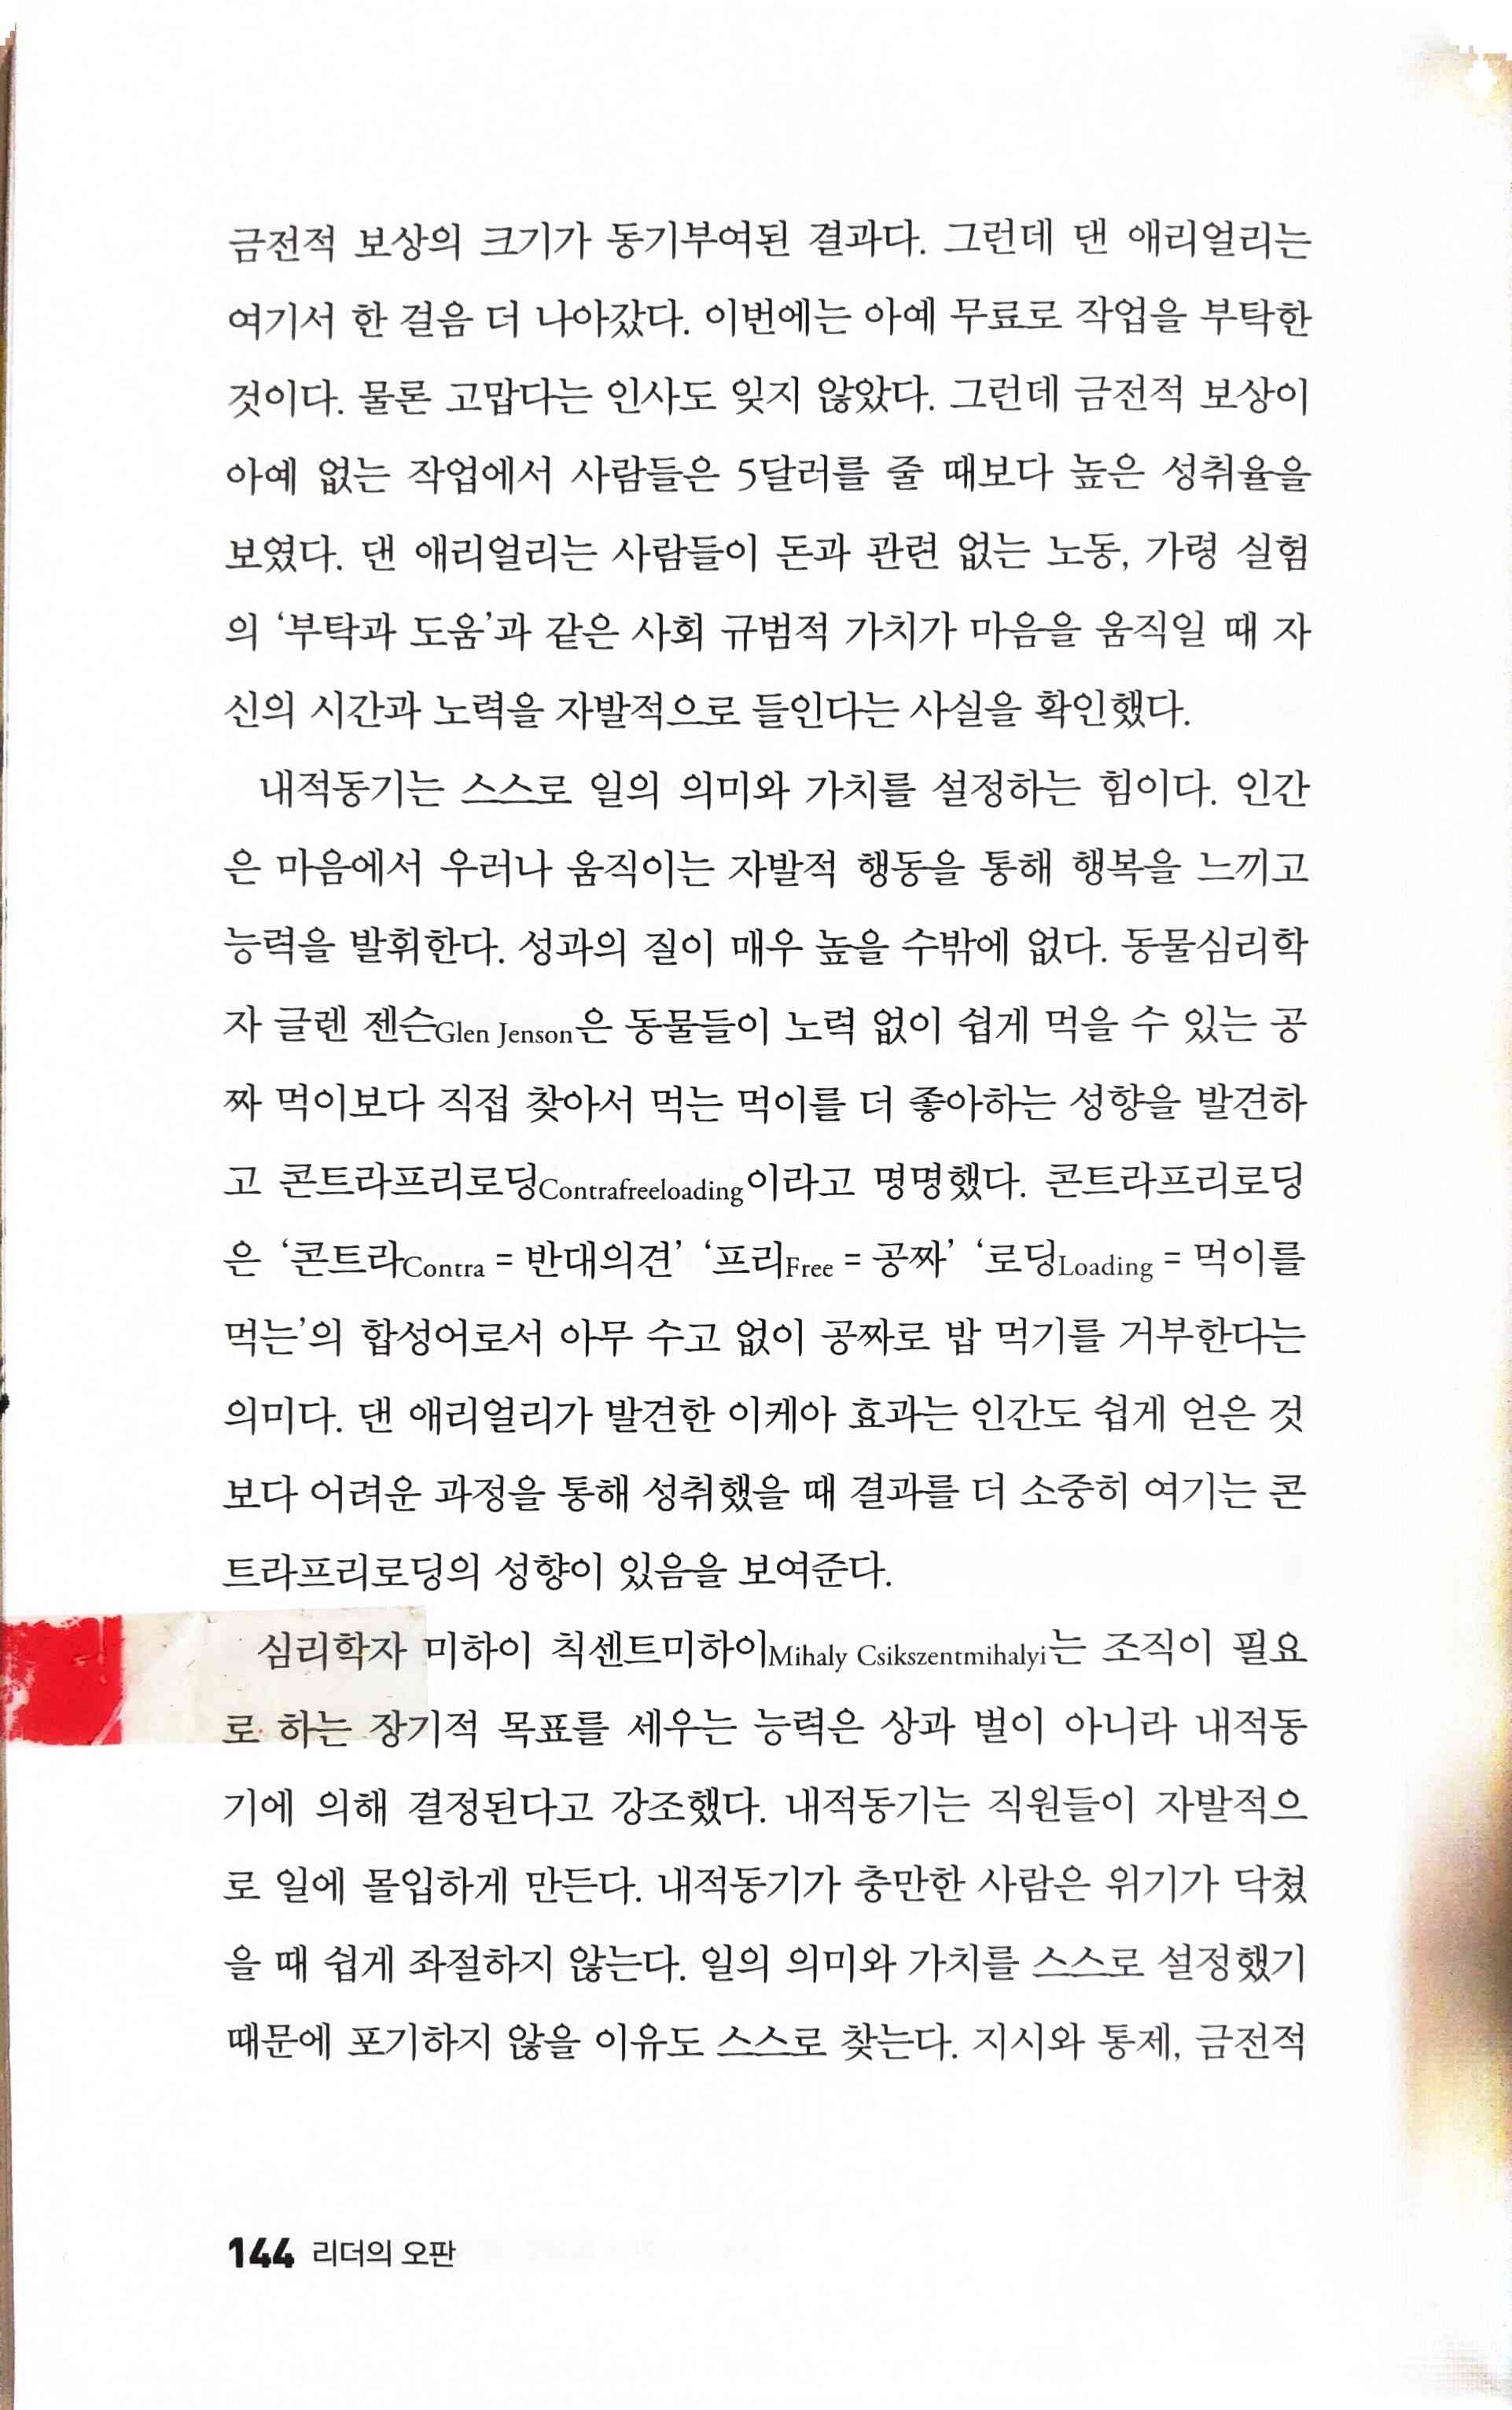 금전적 보상의 크기가 동기부여된 결과다. 그런데 댄 애리얼리는
여기서 한 걸음 더 나아갔다. 이번에는 아예 무료로 작업을 부탁한
것이다. 물론 고맙다는 인사도 잊지 않았다. 그런데 금전적 보상이
아예 없는 작업에서 사람들은 5달러를 줄 때보다 높은 성취율을
보였다. 댄 애리얼리는 사람들이 돈과 관련 없는 노동, 가령 실험
의 ‘부탁과 도움’과 같은 사회 규범적 가치가 마음을 움직일 때 자
신의 시간과 노력을 자발적으로 들인다는 사실을 확인했다.
내적동기는 스스로 일의 의미와 가치를 설정하는 힘이다. 인간
은 마음에서 우러나 움직이는 자발적 행동을 통해 행복을 느끼고
능력을 발휘한다. 성과의 질이 매우 높을 수밖에 없다. 동물심리학
자 글렌 젠슨Glen Jenson은 동물들이 노력 없이 쉽게 먹을 수 있는 공
짜 먹이보다 직접 찾아서 먹는 먹이를 더 좋아하는 성향을 발견하
고 콘트라프리로딩Contrafreeloading이라고 명명했다. 콘트라프리로딩
은 ‘콘트라Contra = 반대의견’ ‘프리Free = 공짜’ ‘로딩Loading = 먹이를
먹는’의 합성어로서 아무 수고 없이 공짜로 밥 먹기를 거부한다는
의미다. 댄 애리얼리가 발견한 이케아 효과는 인간도 쉽게 얻은 것
보다 어려운 과정을 통해 성취했을 때 결과를 더 소중히 여기는 콘
트라프리로딩의 성향이 있음을 보여준다.
심리학자 미하이 칙센트미하이Mihaly Csikszentmihalyi는 조직이 필요
로 하는 장기적 목표를 세우는 능력은 상과 벌이 아니라 내적동
기에 의해 결정된다고 강조했다. 내적동기는 직원들이 자발적으
로 일에 몰입하게 만든다. 내적동기가 충만한 사람은 위기가 닥쳤
을 때 쉽게 좌절하지 않는다. 일의 의미와 가치를 스스로 설정했기
때문에 포기하지 않을 이유도 스스로 찾는다. 지시와 통제, 금전적
144 리더의 오판